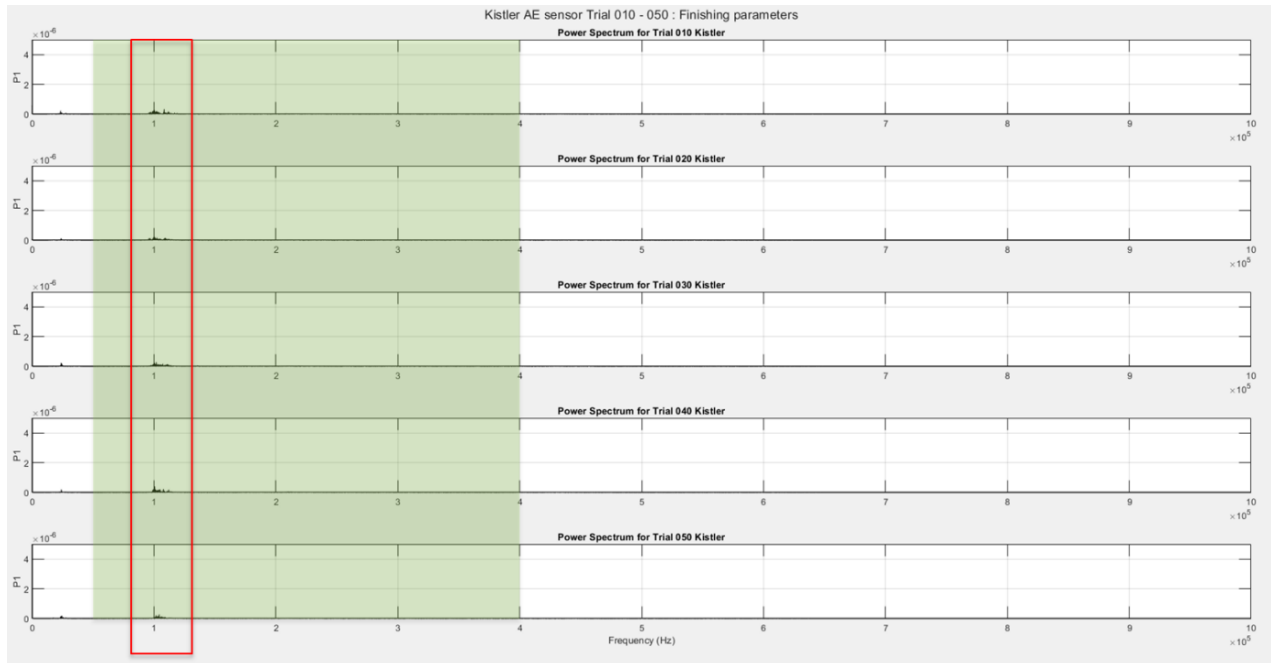 Kistler AE sensor Trial 010 - 050 : Finishing parameters
×10⁻⁶
Power Spectrum for Trial 010 Kistler
4
P1
2
0
0 1 2 3 4 5 6 7 8 9 10
×10⁵
×10⁻⁶
Power Spectrum for Trial 020 Kistler
4
P1
2
0
0 1 2 3 4 5 6 7 8 9 10
×10⁵
×10⁻⁶
Power Spectrum for Trial 030 Kistler
4
P1
2
0
0 1 2 3 4 5 6 7 8 9 10
×10⁵
×10⁻⁶
Power Spectrum for Trial 040 Kistler
4
P1
2
0
0 1 2 3 4 5 6 7 8 9 10
×10⁵
×10⁻⁶
Power Spectrum for Trial 050 Kistler
4
P1
2
0
0 1 2 3 4 5 6 7 8 9 10
Frequency (Hz)
×10⁵